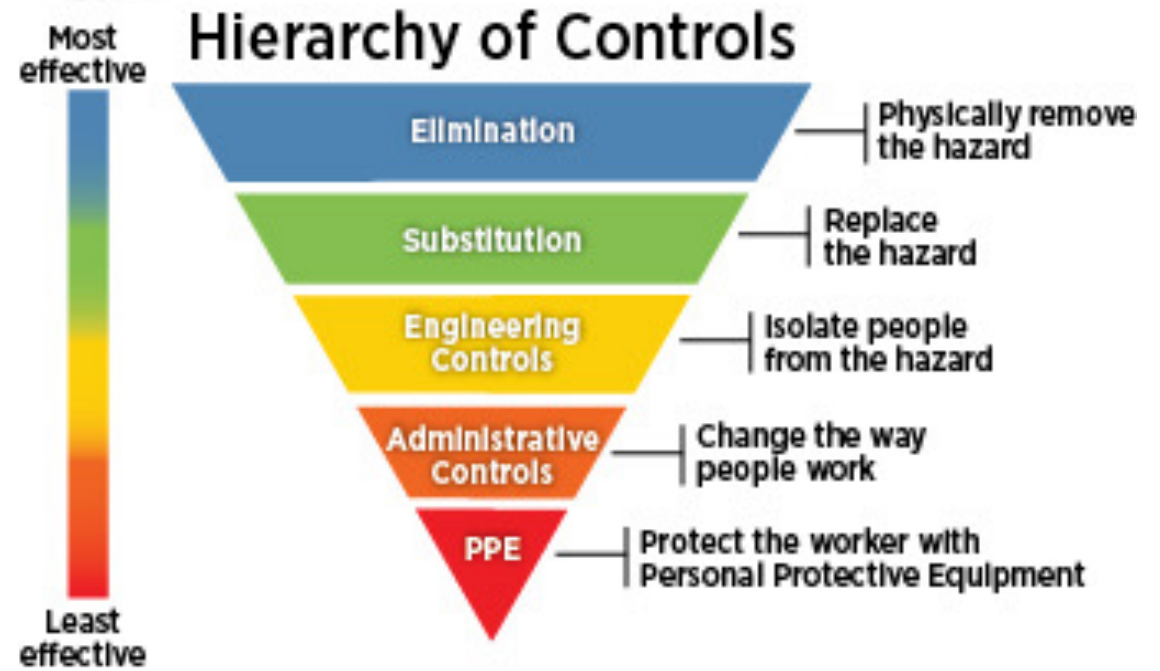 Hierarchy of Controls
Most
effective
Elimination
Physically remove
the hazard
Substitution
Replace
the hazard
Engineering
Controls
Isolate people
from the hazard
Administrative
Controls
Change the way
people work
PPE
Protect the worker with
Personal Protective Equipment
Least
effective